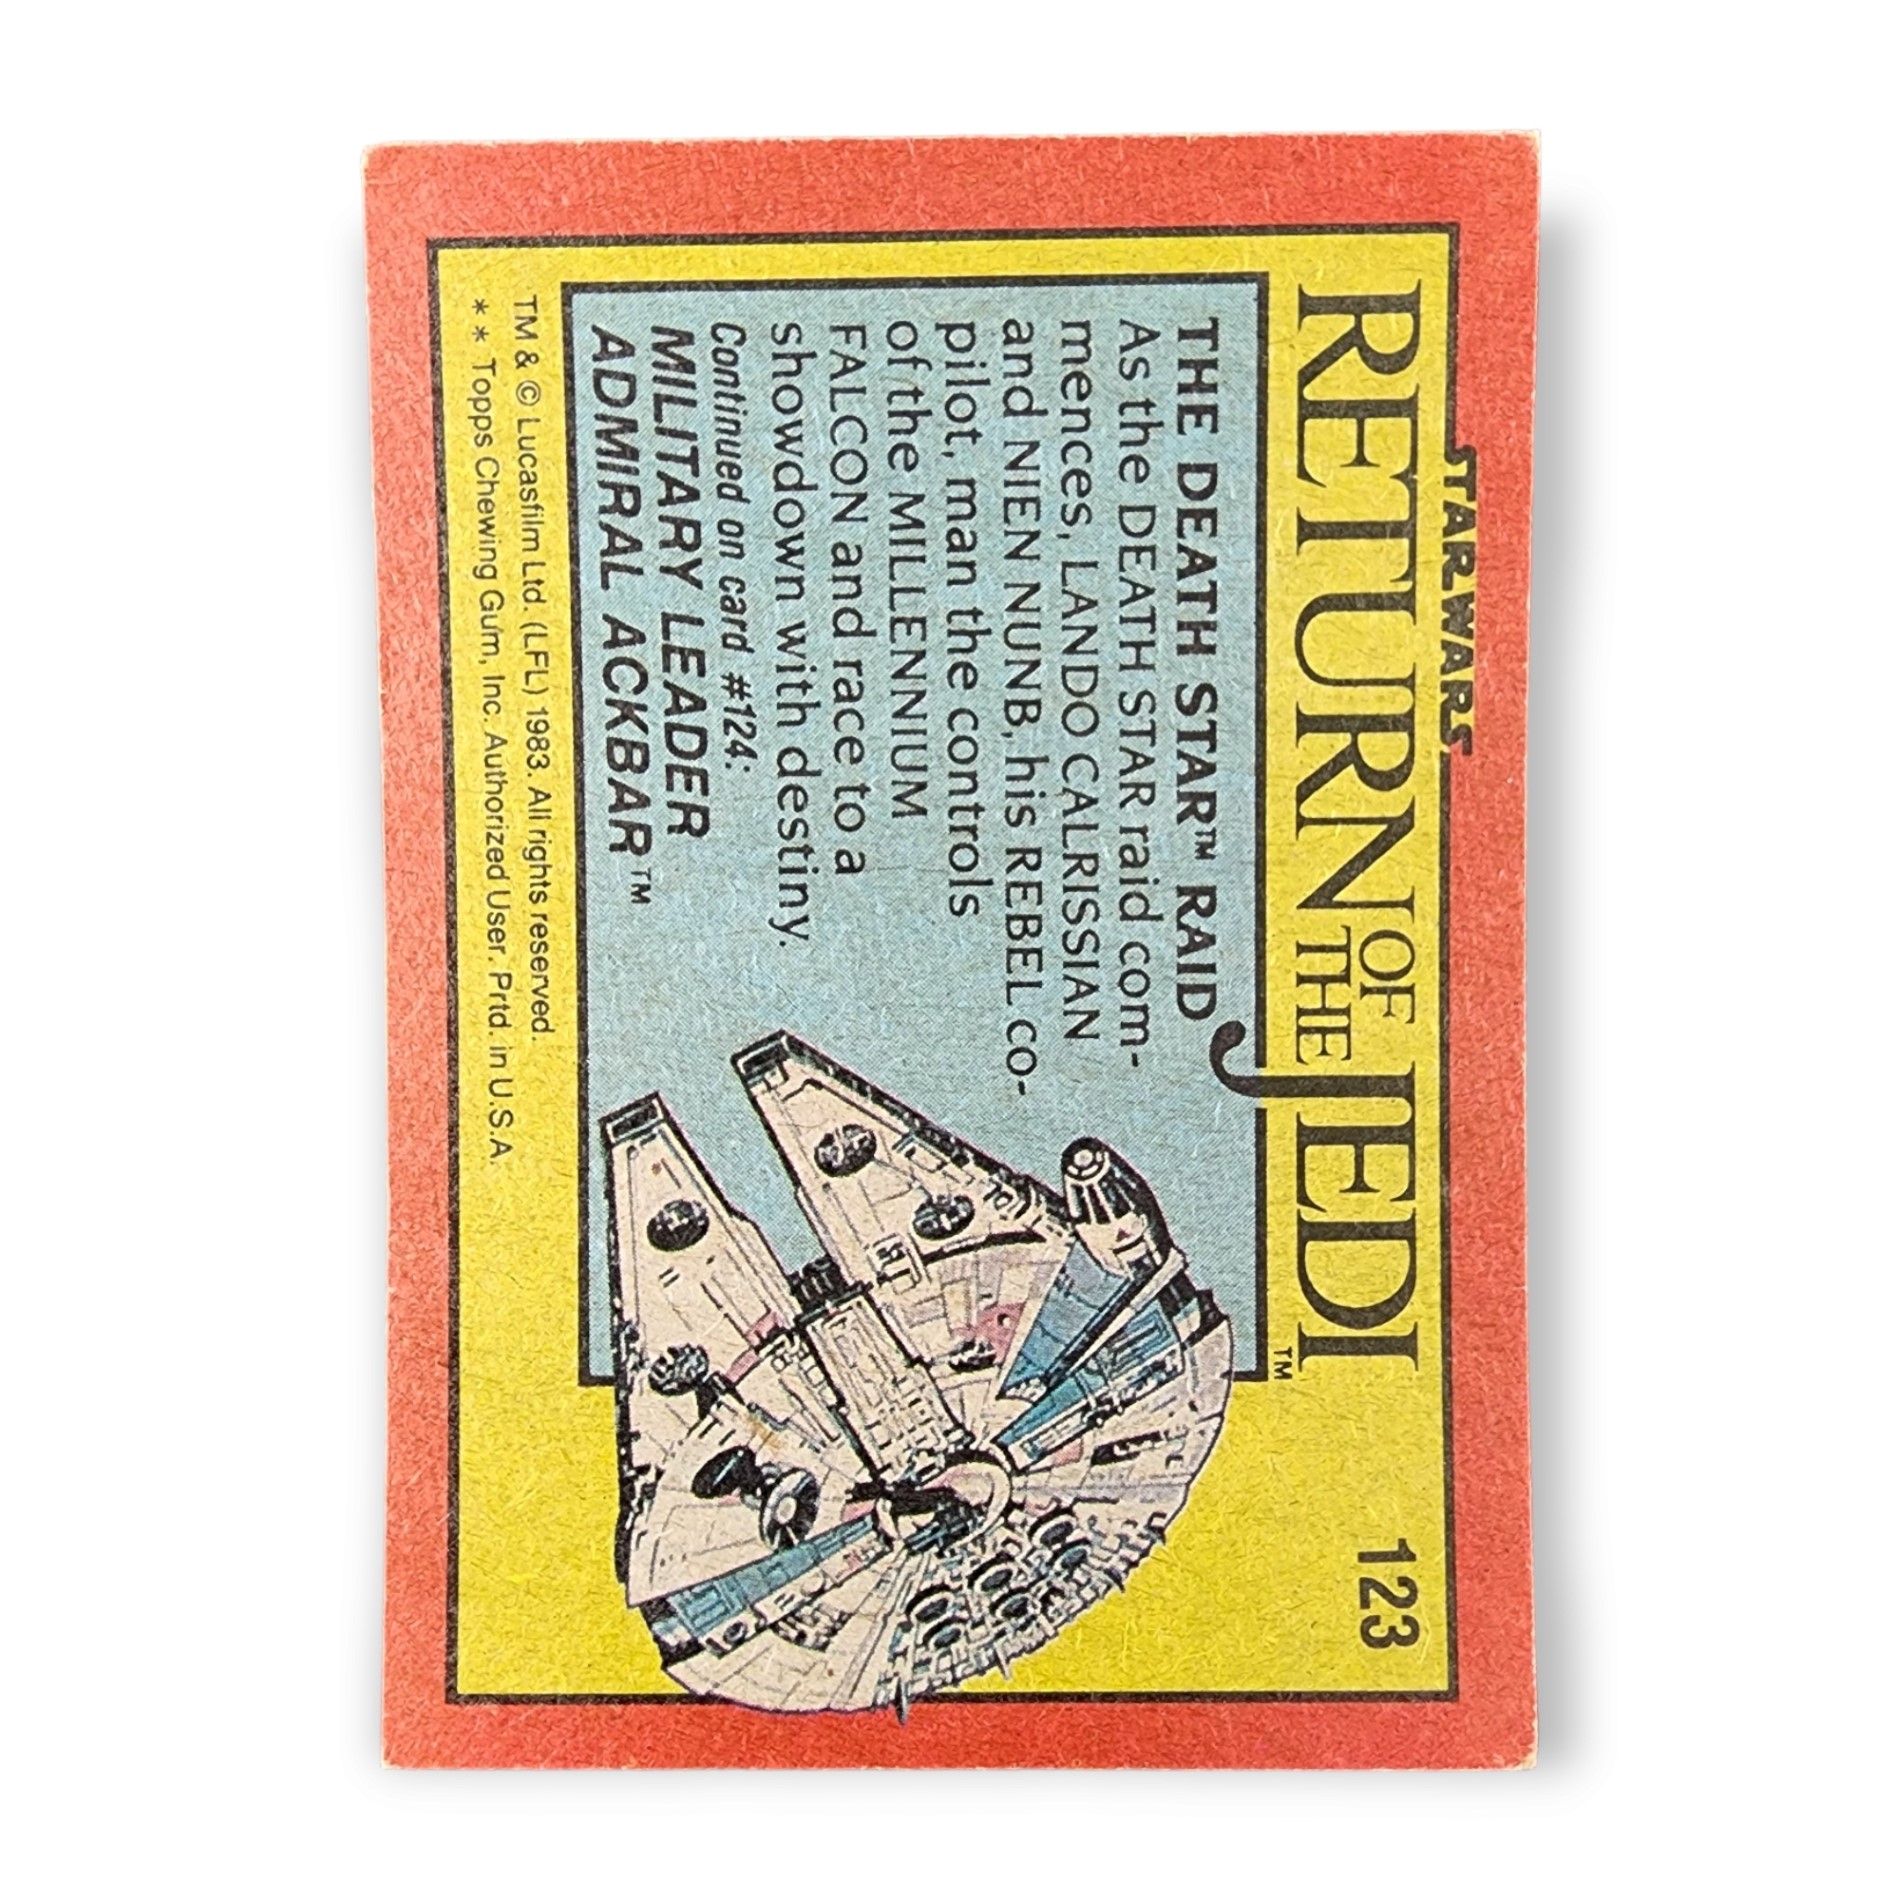 STAR WARS
RETURN OF THE JEDI™
123
THE DEATH STAR™ RAID
As the DEATH STAR raid com-
mences, LANDO CALRISSIAN
and NIEN NUNB, his REBEL co-
pilot, man the controls
of the MILLENNIUM
FALCON and race to a
showdown with destiny.
Continued on card #124:
MILITARY LEADER
ADMIRAL ACKBAR™
TM & © Lucasfilm Ltd. (LFL) 1983. All rights reserved.
** Topps Chewing Gum, Inc. Authorized User. Prtd. in U.S.A.